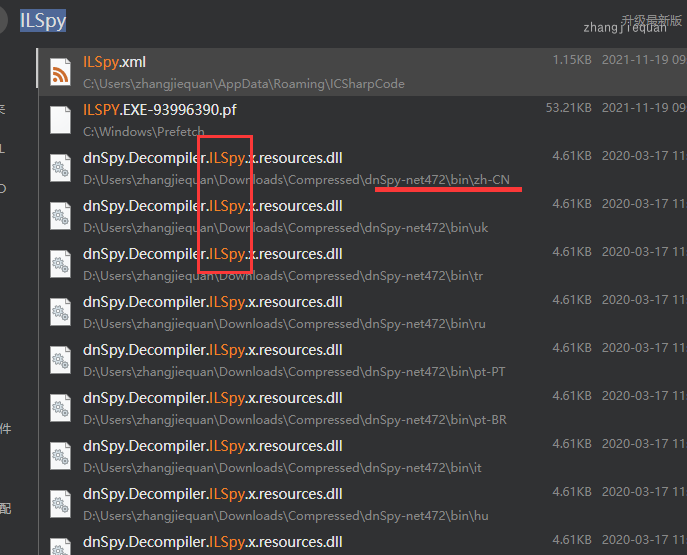 ILSpy
升级最新版
zhangjiequan
ILSpy.xml 1.15KB 2021-11-19 09
C:\Users\zhangjiequan\AppData\Roaming\ICSharpCode
ILSPY.EXE-93996390.pf 53.21KB 2021-11-19 09
C:\Windows\Prefetch
dnSpy.Decompiler.ILSpy.x.resources.dll 4.61KB 2020-03-17 11
D:\Users\zhangjiequan\Downloads\Compressed\dnSpy-net472\bin\zh-CN
dnSpy.Decompiler.ILSpy.x.resources.dll 4.61KB 2020-03-17 11
D:\Users\zhangjiequan\Downloads\Compressed\dnSpy-net472\bin\uk
dnSpy.Decompiler.ILSpy.x.resources.dll 4.61KB 2020-03-17 11
D:\Users\zhangjiequan\Downloads\Compressed\dnSpy-net472\bin\tr
dnSpy.Decompiler.ILSpy.x.resources.dll 4.61KB 2020-03-17 11
D:\Users\zhangjiequan\Downloads\Compressed\dnSpy-net472\bin\ru
dnSpy.Decompiler.ILSpy.x.resources.dll 4.61KB 2020-03-17 11
D:\Users\zhangjiequan\Downloads\Compressed\dnSpy-net472\bin\pt-PT
dnSpy.Decompiler.ILSpy.x.resources.dll 4.61KB 2020-03-17 11
D:\Users\zhangjiequan\Downloads\Compressed\dnSpy-net472\bin\pt-BR
件
dnSpy.Decompiler.ILSpy.x.resources.dll 4.61KB 2020-03-17 11
D:\Users\zhangjiequan\Downloads\Compressed\dnSpy-net472\bin\it
dnSpy.Decompiler.ILSpy.x.resources.dll 4.61KB 2020-03-17 11
配
D:\Users\zhangjiequan\Downloads\Compressed\dnSpy-net472\bin\hu
dnSpy.Decompiler.ILSpy.x.resources.dll 4.61KB 2020-03-17 11